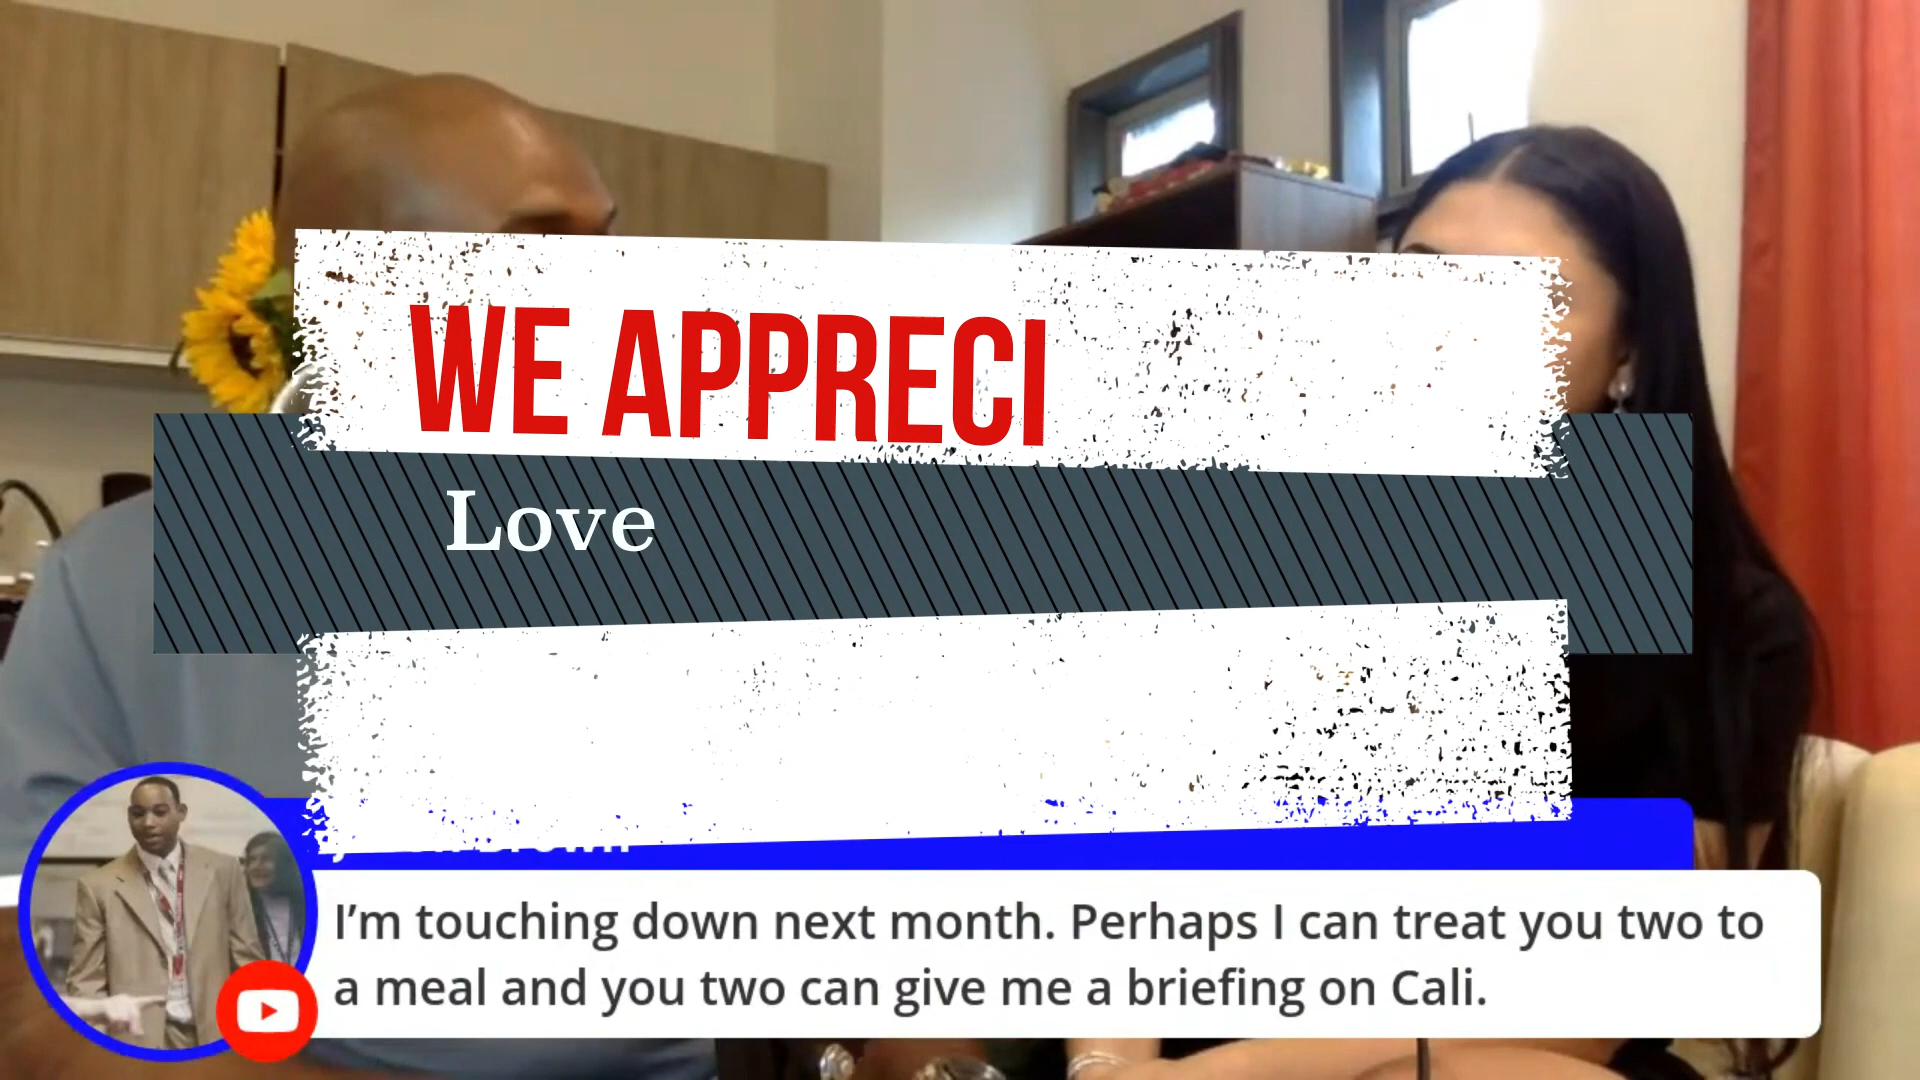 WE APPRECI
Love
I'm touching down next month. Perhaps I can treat you two to
a meal and you two can give me a briefing on Cali.